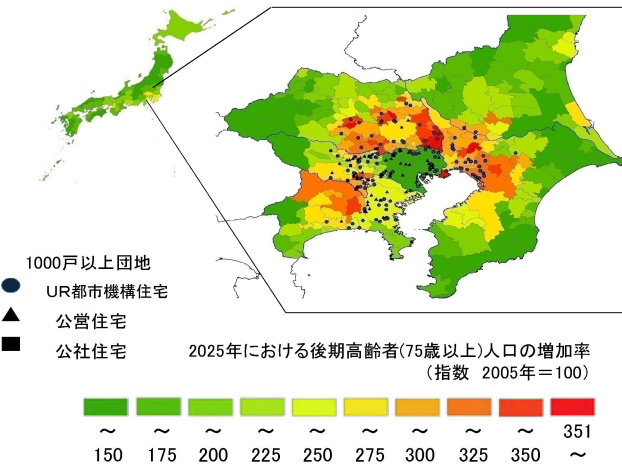 1000戸以上団地
UR都市機構住宅
公営住宅
公社住宅
2025年における後期高齢者(75歳以上)人口の増加率
(指数 2005年=100)
～ ～ ～ ～ ～ ～ ～ ～ ～ 351
150 175 200 225 250 275 300 325 350 ～